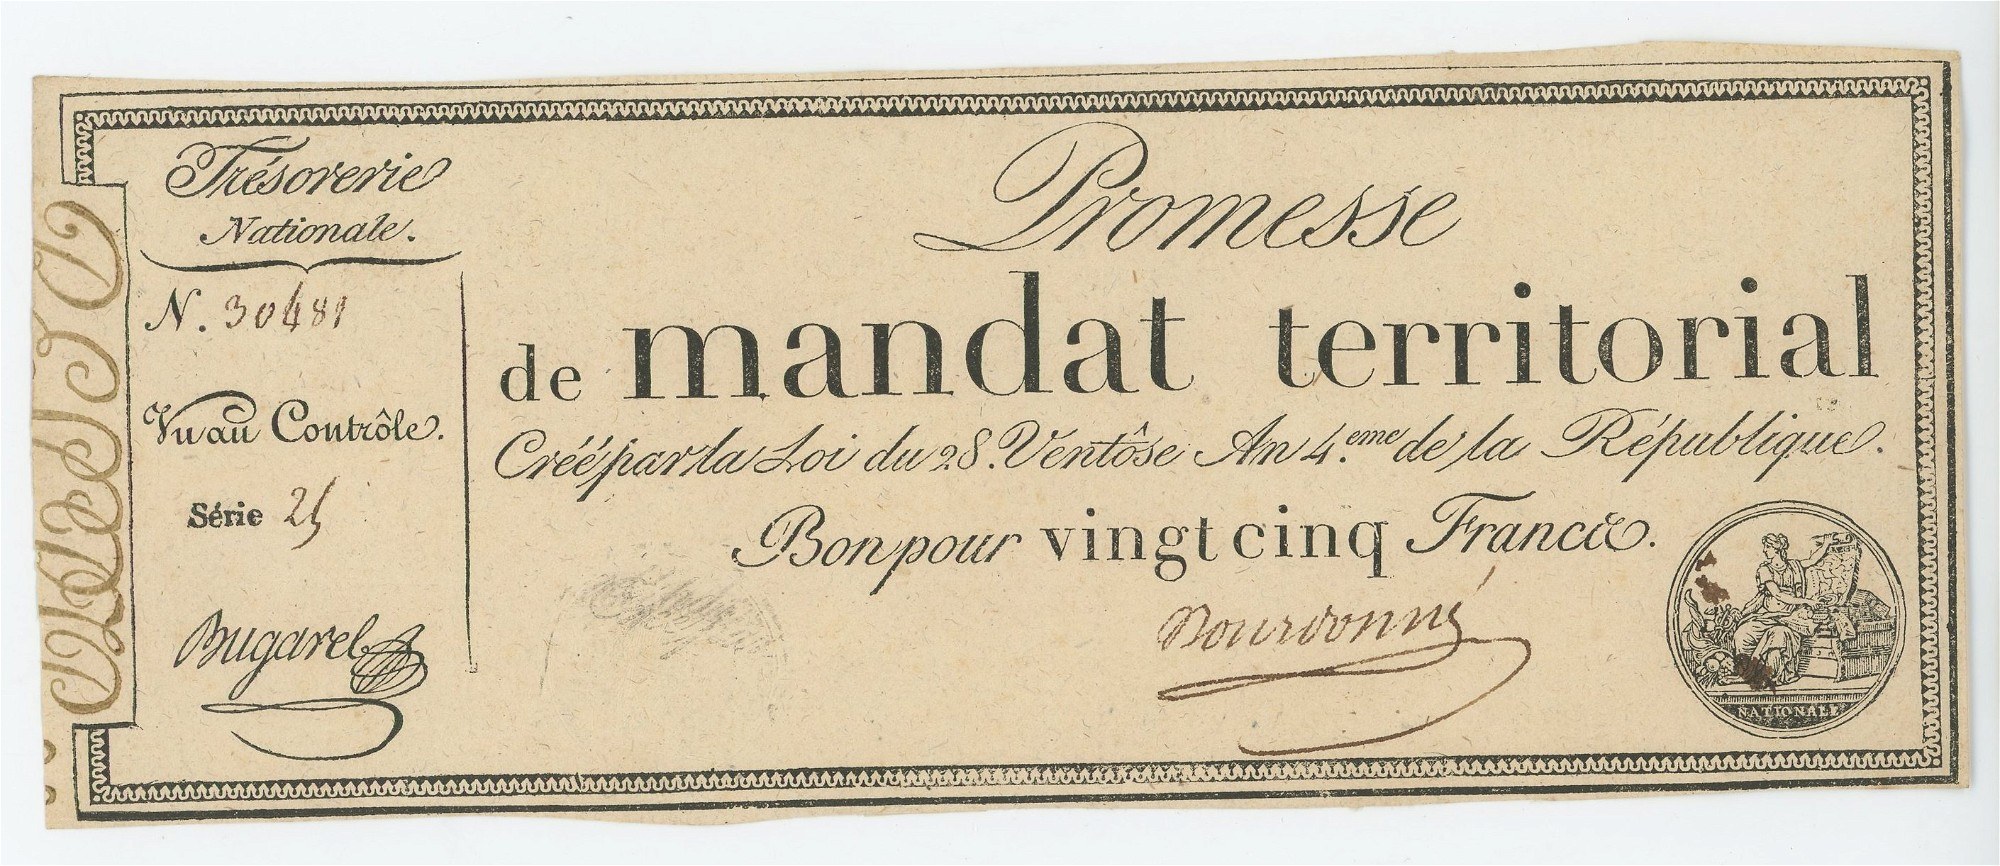 Trésorerie
Nationale.
N. 30481
Vu au Contrôle.
Série 25
Bugarel
Promesse
de mandat territorial
Créé par la Loi du 28. Ventôse An 4.eme de la République.
Bon pour vingt cinq Francs.
Bourdonné
NATIONALE